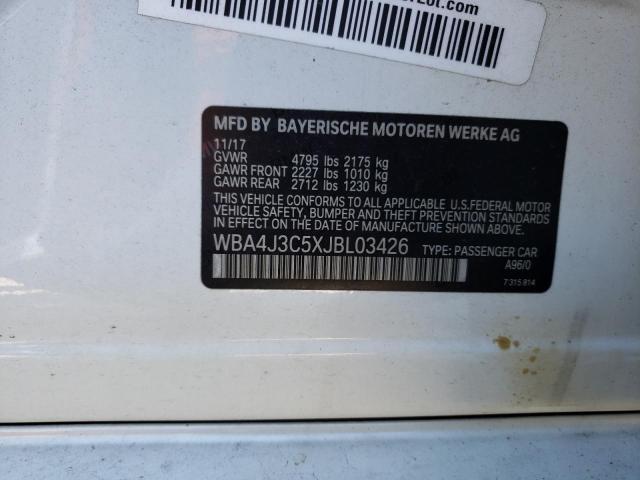 .com
MFD BY BAYERISCHE MOTOREN WERKE AG
11/17
GVWR 4795 lbs 2175 kg
GAWR FRONT 2227 lbs 1010 kg
GAWR REAR 2712 lbs 1230 kg
THIS VEHICLE CONFORMS TO ALL APPLICABLE U.S.FEDERAL MOTOR
VEHICLE SAFETY, BUMPER AND THEFT PREVENTION STANDARDS
IN EFFECT ON THE DATE OF MANUFACTURE SHOWN ABOVE
WBA4J3C5XJBL03426 TYPE: PASSENGER CAR
A96/0
7315814